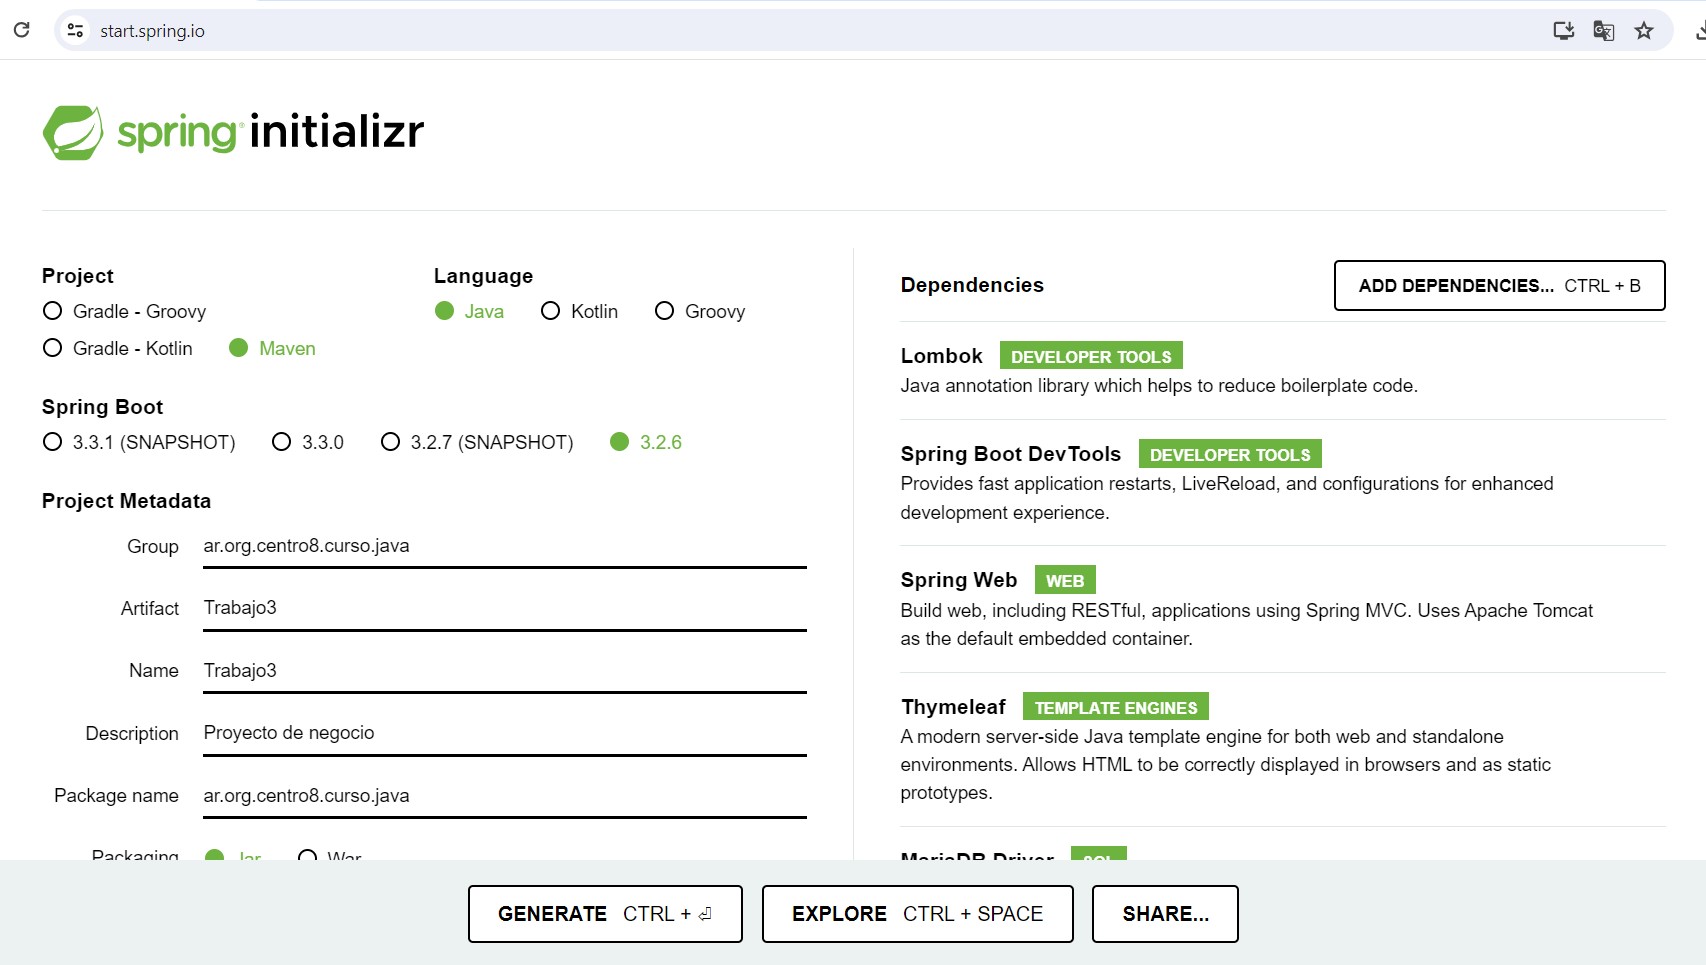 start.spring.io
spring initializr
Project
Gradle - Groovy
Gradle - Kotlin Maven
Language
Java Kotlin Groovy
Spring Boot
3.3.1 (SNAPSHOT) 3.3.0 3.2.7 (SNAPSHOT) 3.2.6
Project Metadata
Group ar.org.centro8.curso.java
Artifact Trabajo3
Name Trabajo3
Description Proyecto de negocio
Package name ar.org.centro8.curso.java
Packaging Jar War
Dependencies
ADD DEPENDENCIES... CTRL + B
Lombok DEVELOPER TOOLS
Java annotation library which helps to reduce boilerplate code.
Spring Boot DevTools DEVELOPER TOOLS
Provides fast application restarts, LiveReload, and configurations for enhanced
development experience.
Spring Web WEB
Build web, including RESTful, applications using Spring MVC. Uses Apache Tomcat
as the default embedded container.
Thymeleaf TEMPLATE ENGINES
A modern server-side Java template engine for both web and standalone
environments. Allows HTML to be correctly displayed in browsers and as static
prototypes.
MariaDB Driver SQL
GENERATE CTRL + ⏎
EXPLORE CTRL + SPACE
SHARE...